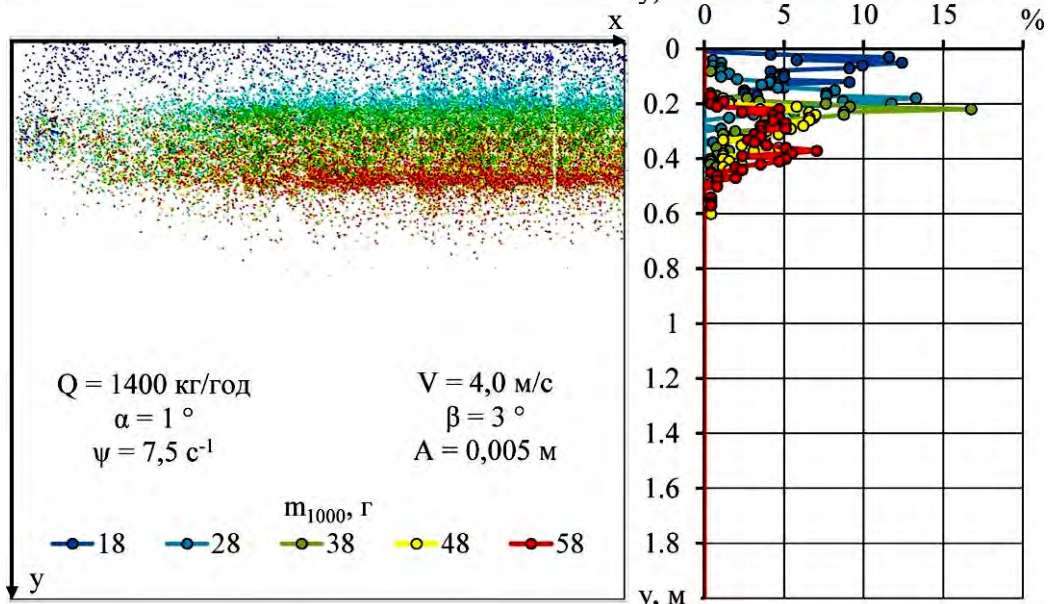 x
y
Q = 1400 кг/год
α = 1 °
ψ = 7,5 с⁻¹
V = 4,0 м/с
β = 3 °
A = 0,005 м
m₁₀₀₀, г
18 28 38 48 58
0 5 10 15 %
0
0.2
0.4
0.6
0.8
1
1.2
1.4
1.6
1.8
y, м